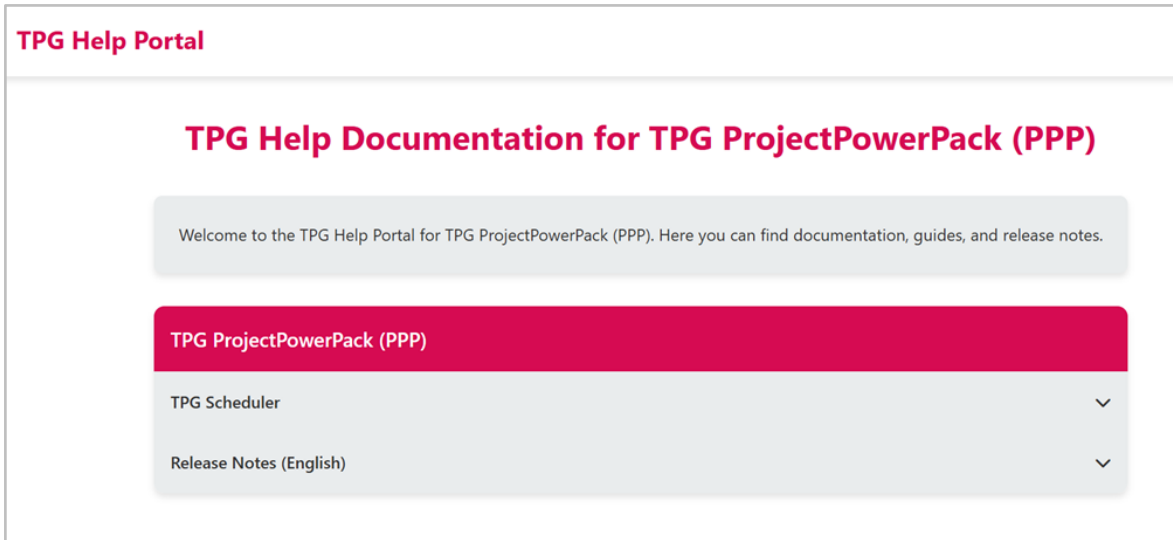 TPG Help Portal
TPG Help Documentation for TPG ProjectPowerPack (PPP)
Welcome to the TPG Help Portal for TPG ProjectPowerPack (PPP). Here you can find documentation, guides, and release notes.
TPG ProjectPowerPack (PPP)
TPG Scheduler
Release Notes (English)